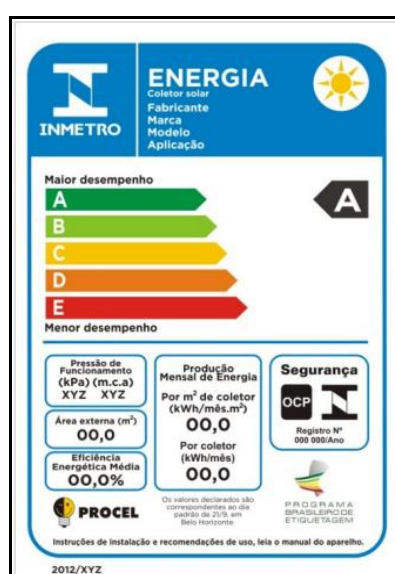 ENERGIA
Coletor solar
Fabricante
Marca
Modelo
Aplicação
INMETRO
Maior desempenho
A
A
B
C
D
E
Menor desempenho
Pressão de
Funcionamento
(kPa) (m.c.a)
XYZ XYZ
Área externa (m²)
00,0
Eficiência
Energética Média
00,0%
PROCEL
Produção
Mensal de Energia
Por m² de coletor
(kWh/mês.m²)
00,0
Por coletor
(kWh/mês)
00,0
Os valores declarados são
correspondentes ao dia
padrão de 21/9, em
Belo Horizonte.
Segurança
OCP
Registro Nº
000 000/Ano
PROGRAMA
BRASILEIRO DE
ETIQUETAGEM
Instruções de instalação e recomendações de uso, leia o manual do aparelho.
2012/XYZ